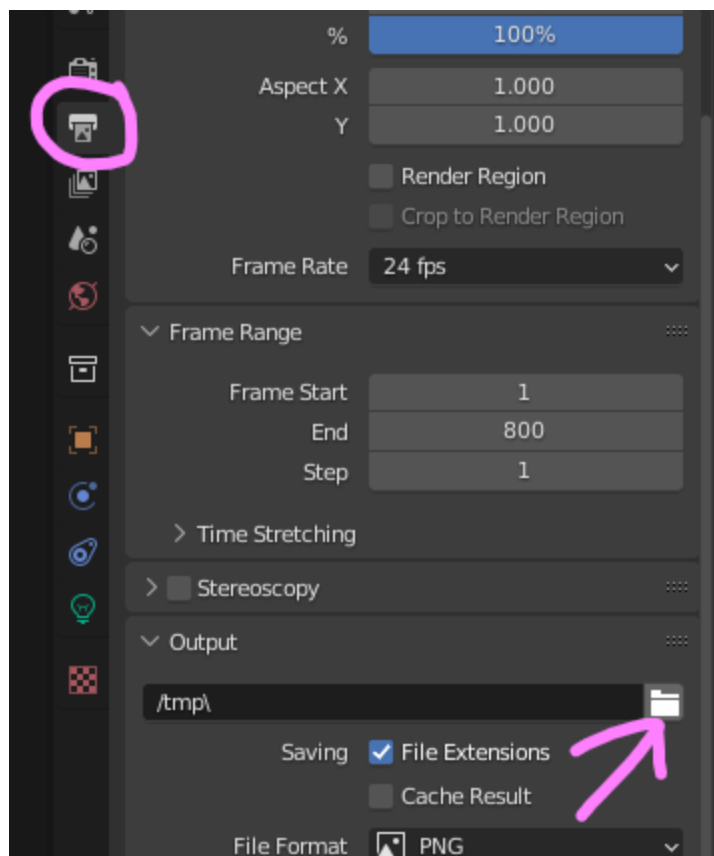 % 100%
Aspect X 1.000
Y 1.000
Render Region
Crop to Render Region
Frame Rate 24 fps
Frame Range
Frame Start 1
End 800
Step 1
Time Stretching
Stereoscopy
Output
/tmp\
Saving File Extensions
Cache Result
File Format PNG